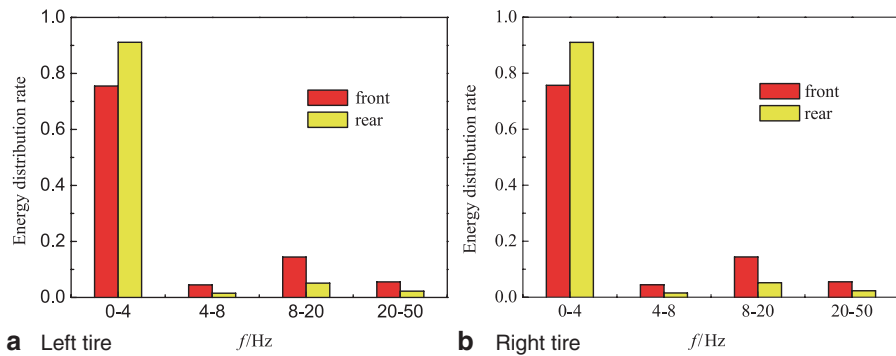 1.0
0.8
0.6
0.4
0.2
0.0
Energy distribution rate
front
rear
0-4
4-8
8-20
20-50
f/Hz
a Left tire
1.0
0.8
0.6
0.4
0.2
0.0
Energy distribution rate
front
rear
0-4
4-8
8-20
20-50
f/Hz
b Right tire